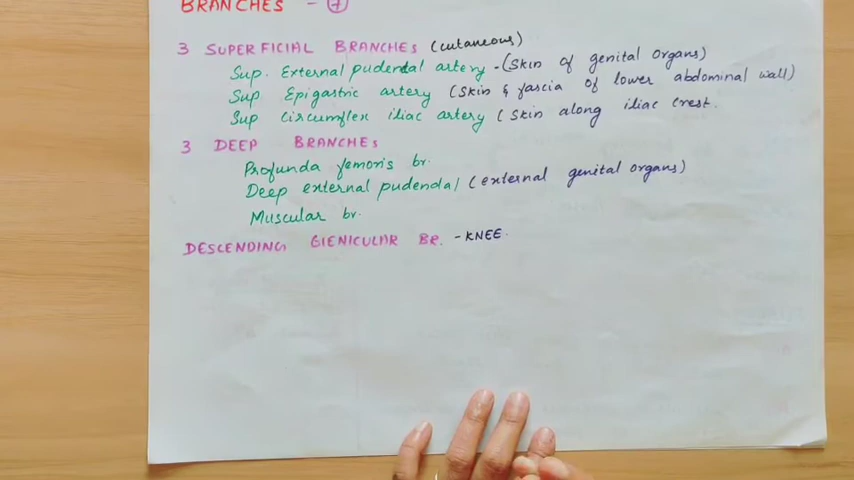 BRANCHES - 7
3 SUPERFICIAL BRANCHES (cutaneous)
Sup. External pudendal artery - (Skin of genital organs)
Sup Epigastric artery (Skin & fascia of lower abdominal wall)
Sup circumflex iliac artery (Skin along iliac crest.
3 DEEP BRANCHES
Profunda femoris br.
Deep external pudendal (external genital organs)
Muscular br.
DESCENDING GENICULAR BR. - KNEE.